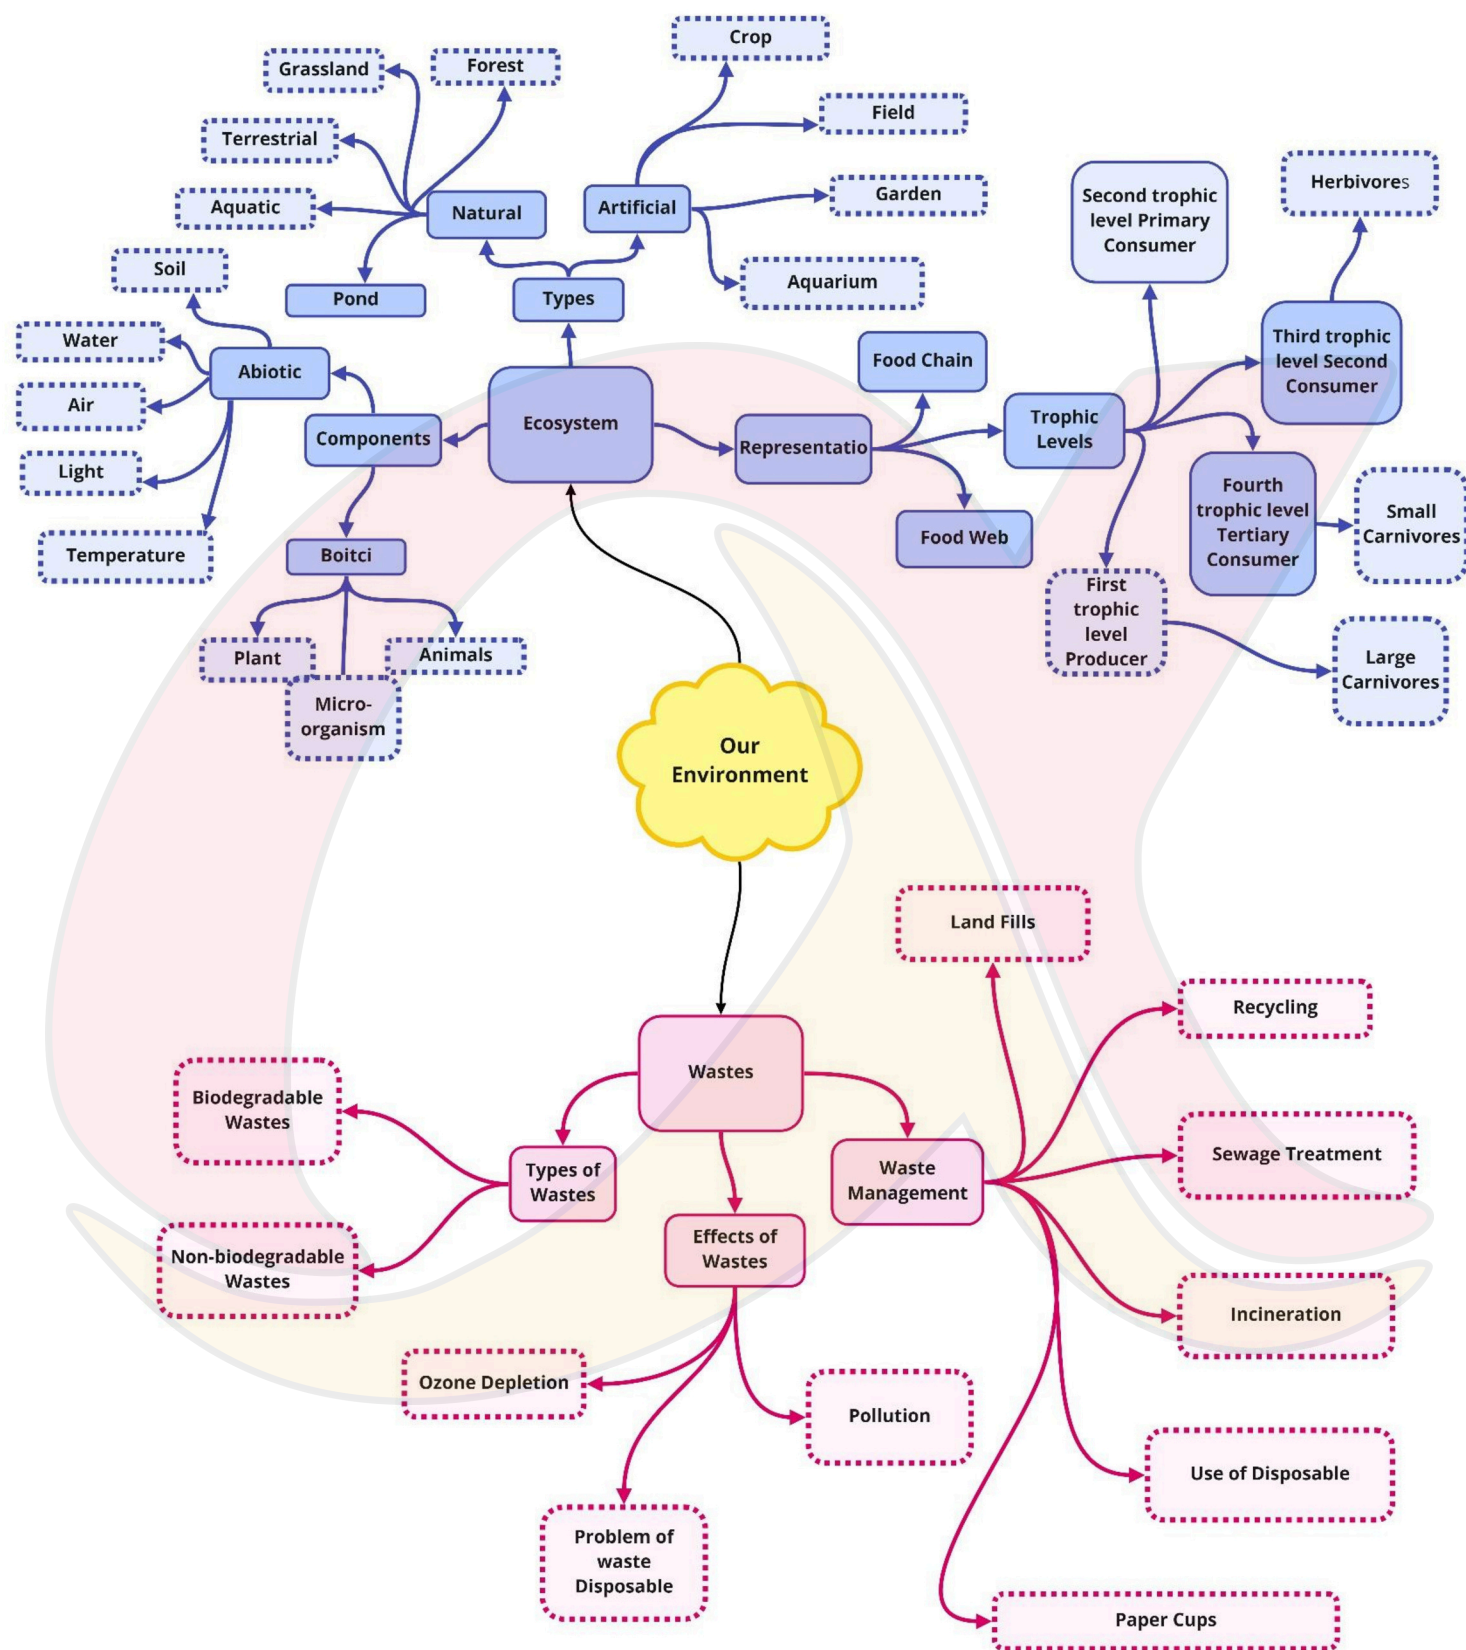 Crop
Grassland
Forest
Field
Terrestrial
Natural
Artificial
Garden
Aquatic
Soil
Pond
Types
Aquarium
Second trophic
level Primary
Consumer
Herbivores
Water
Abiotic
Air
Light
Temperature
Components
Ecosystem
Representatio
Food Chain
Trophic
Levels
Third trophic
level Second
Consumer
Food Web
Fourth
trophic level
Tertiary
Consumer
Small
Carnivores
Boitci
Plant
Animals
Micro-
organism
First
trophic
level
Producer
Large
Carnivores
Our
Environment
Land Fills
Recycling
Wastes
Biodegradable
Wastes
Types of
Wastes
Waste
Management
Sewage Treatment
Non-biodegradable
Wastes
Effects of
Wastes
Incineration
Ozone Depletion
Pollution
Use of Disposable
Problem of
waste
Disposable
Paper Cups